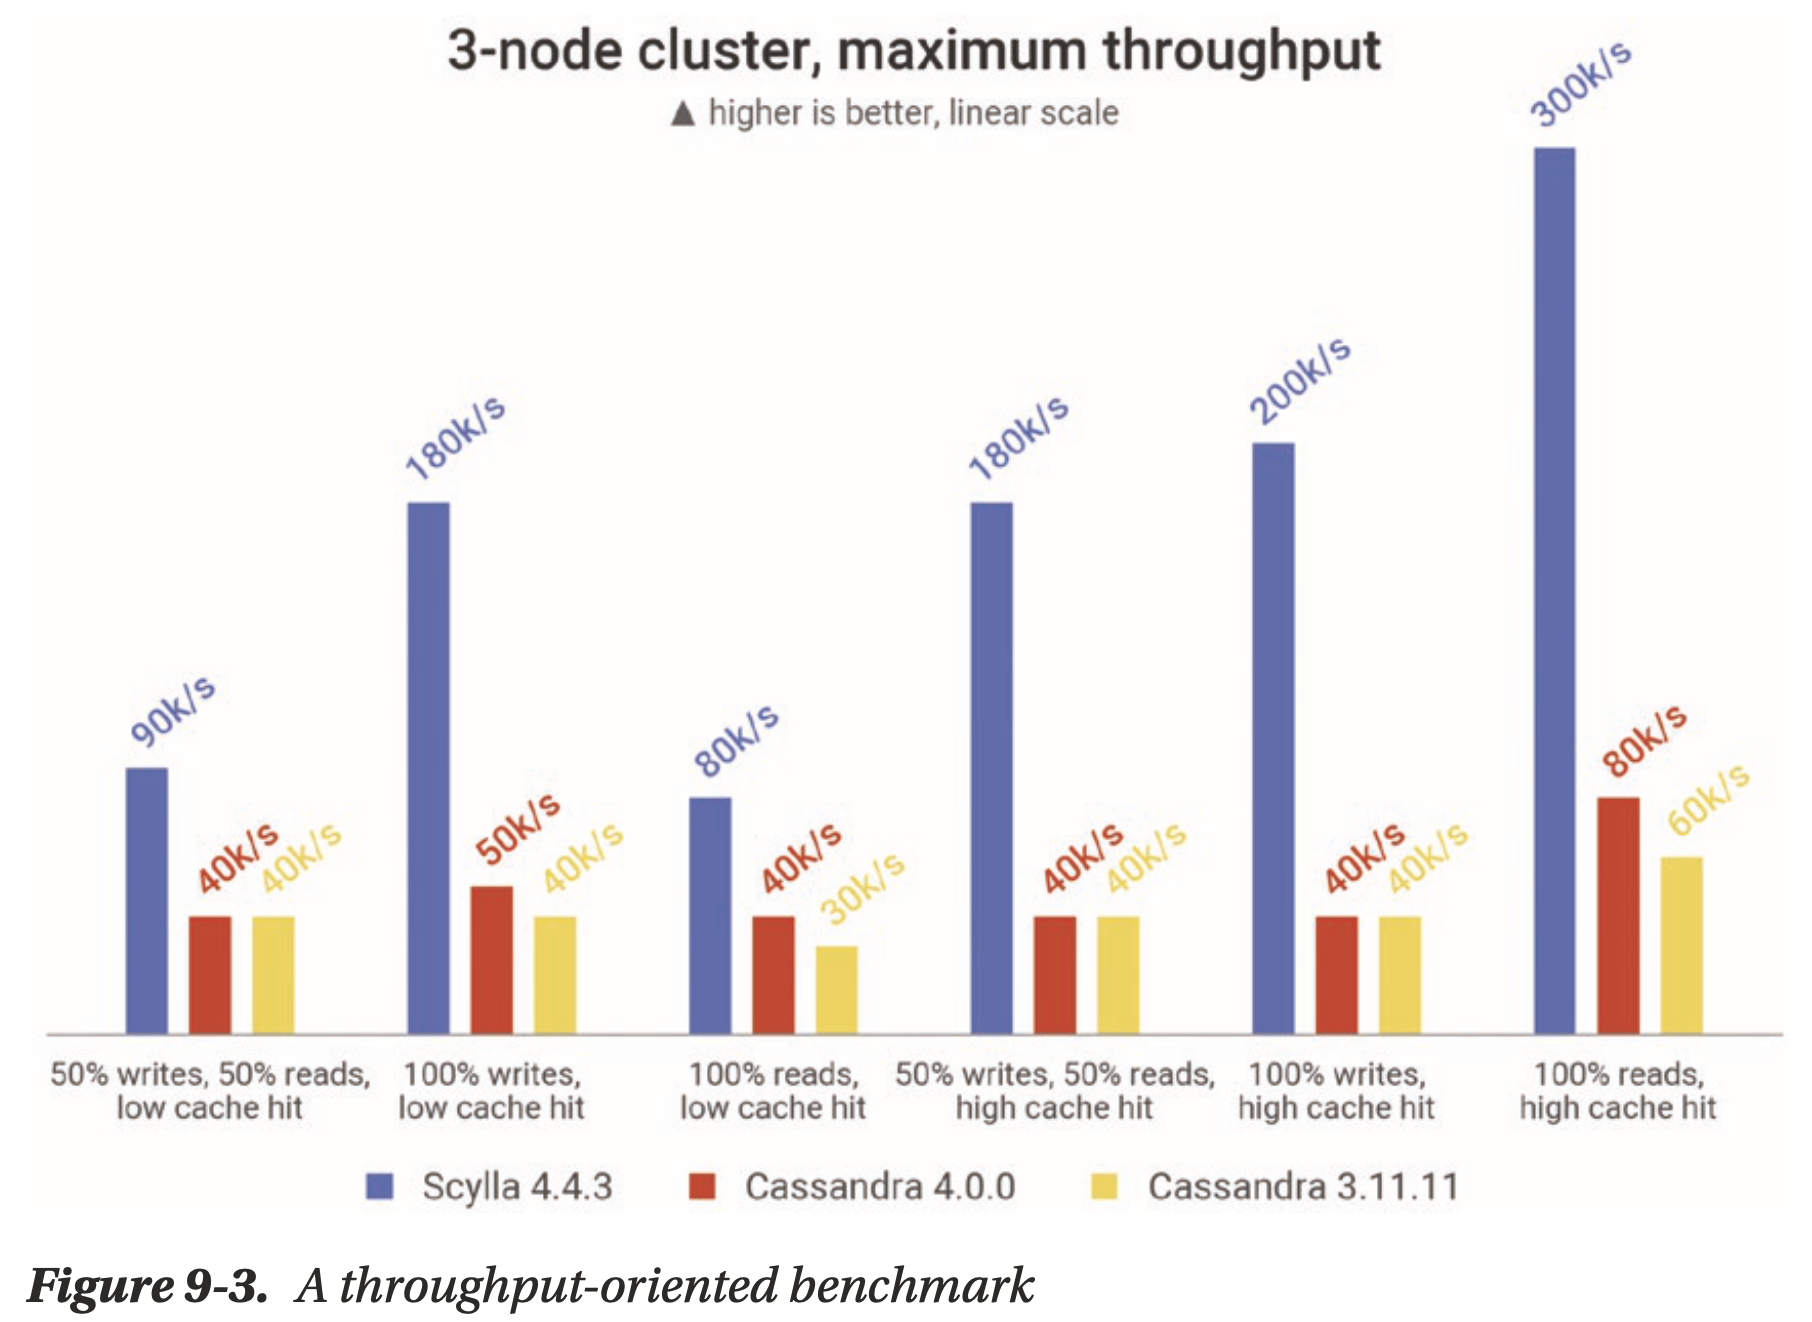 3-node cluster, maximum throughput
▲ higher is better, linear scale
90k/s
40k/s
40k/s
180k/s
50k/s
40k/s
80k/s
40k/s
30k/s
180k/s
40k/s
40k/s
200k/s
40k/s
40k/s
300k/s
80k/s
60k/s
50% writes, 50% reads,
low cache hit
100% writes,
low cache hit
100% reads,
low cache hit
50% writes, 50% reads,
high cache hit
100% writes,
high cache hit
100% reads,
high cache hit
Scylla 4.4.3
Cassandra 4.0.0
Cassandra 3.11.11
Figure 9-3. A throughput-oriented benchmark